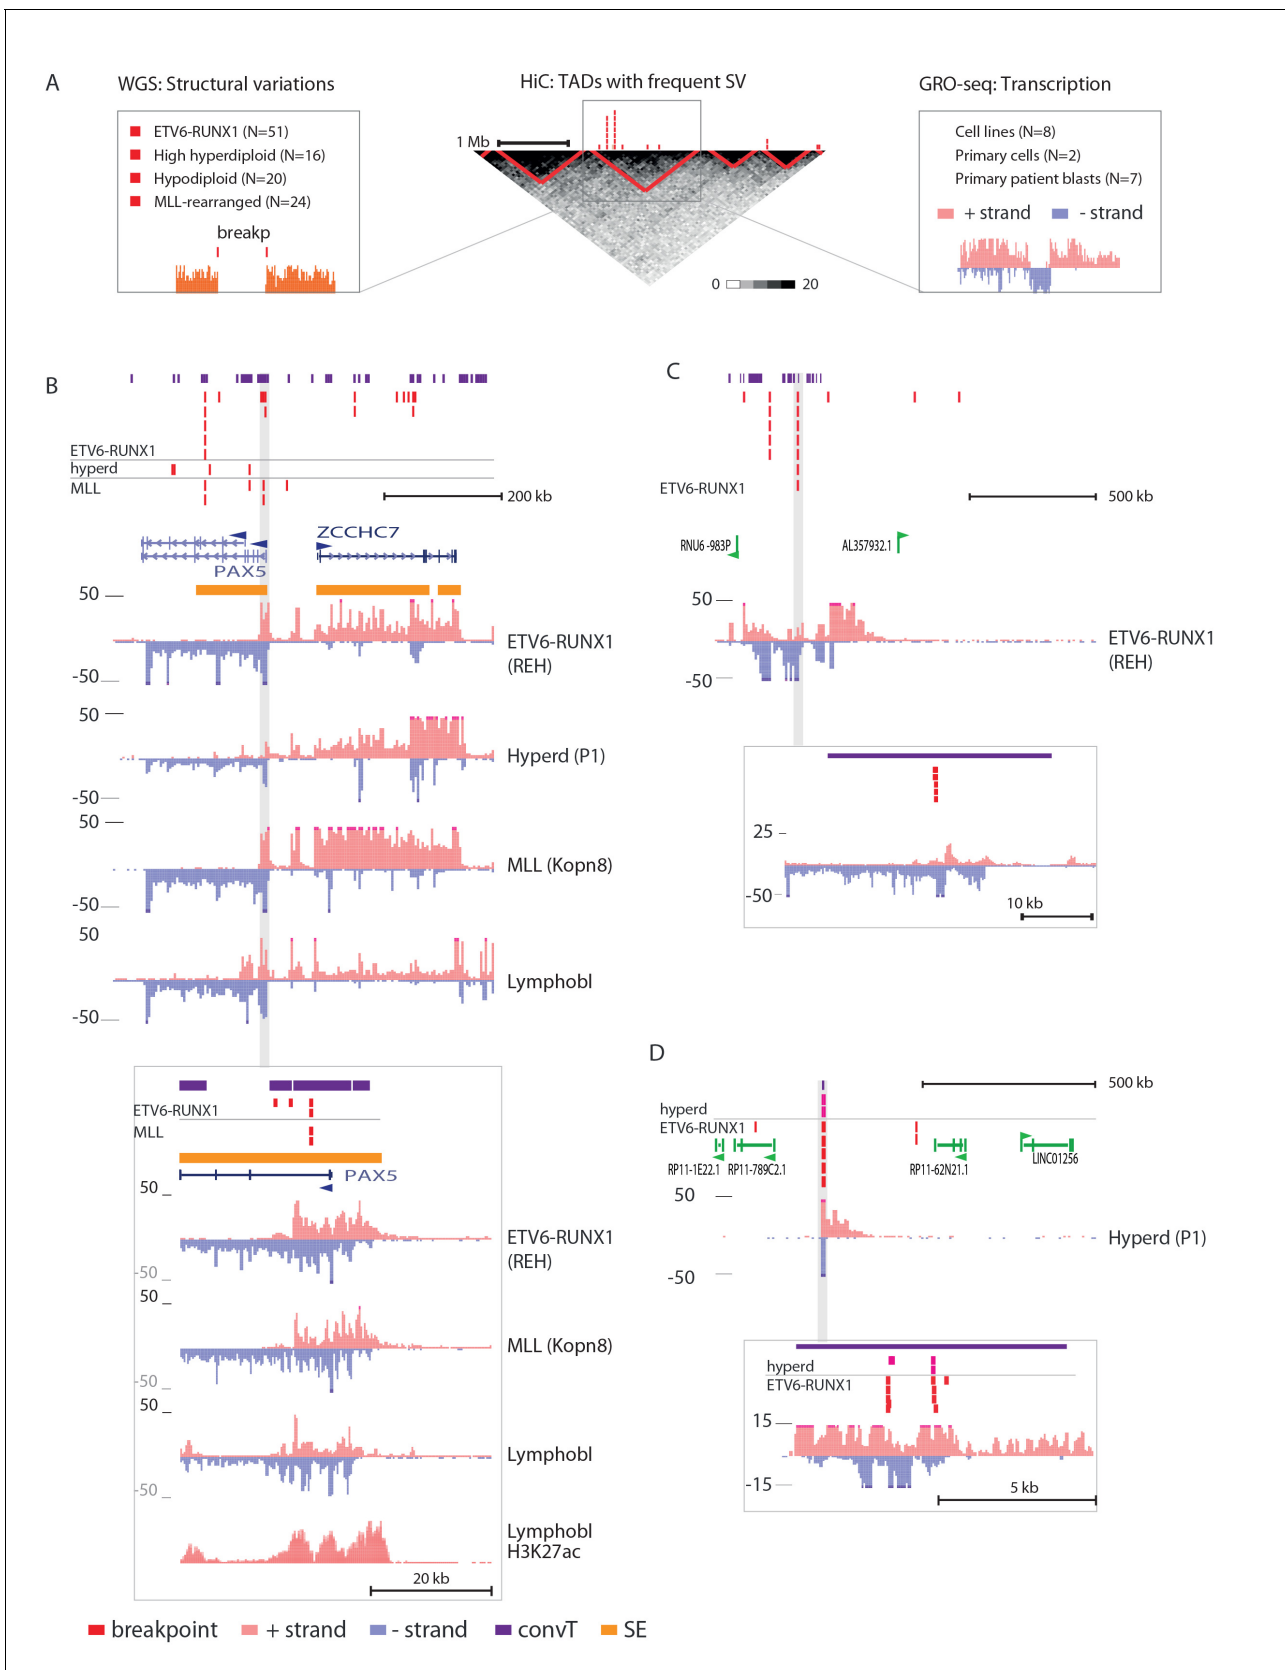 A
WGS: Structural variations
ETV6-RUNX1 (N=51)
High hyperdiploid (N=16)
Hypodiploid (N=20)
MLL-rearranged (N=24)
breakp
HiC: TADs with frequent SV
1 Mb
0 20
GRO-seq: Transcription
Cell lines (N=8)
Primary cells (N=2)
Primary patient blasts (N=7)
+ strand - strand
B
ETV6-RUNX1
hyperd
MLL
200 kb
ZCCHC7
PAX5
50
-50
ETV6-RUNX1
(REH)
50
-50
Hyperd (P1)
50
-50
MLL (Kopn8)
50
-50
Lymphobl
ETV6-RUNX1
MLL
PAX5
50
-50
ETV6-RUNX1
(REH)
50
-50
MLL (Kopn8)
50
-50
Lymphobl
Lymphobl
H3K27ac
20 kb
C
ETV6-RUNX1
500 kb
RNU6 -983P
AL357932.1
50
-50
ETV6-RUNX1
(REH)
25
-50
10 kb
D
500 kb
hyperd
ETV6-RUNX1
RP11-1E22.1 RP11-789C2.1 RP11-62N21.1 LINC01256
50
-50
Hyperd (P1)
hyperd
ETV6-RUNX1
15
-15
5 kb
breakpoint + strand - strand convT SE